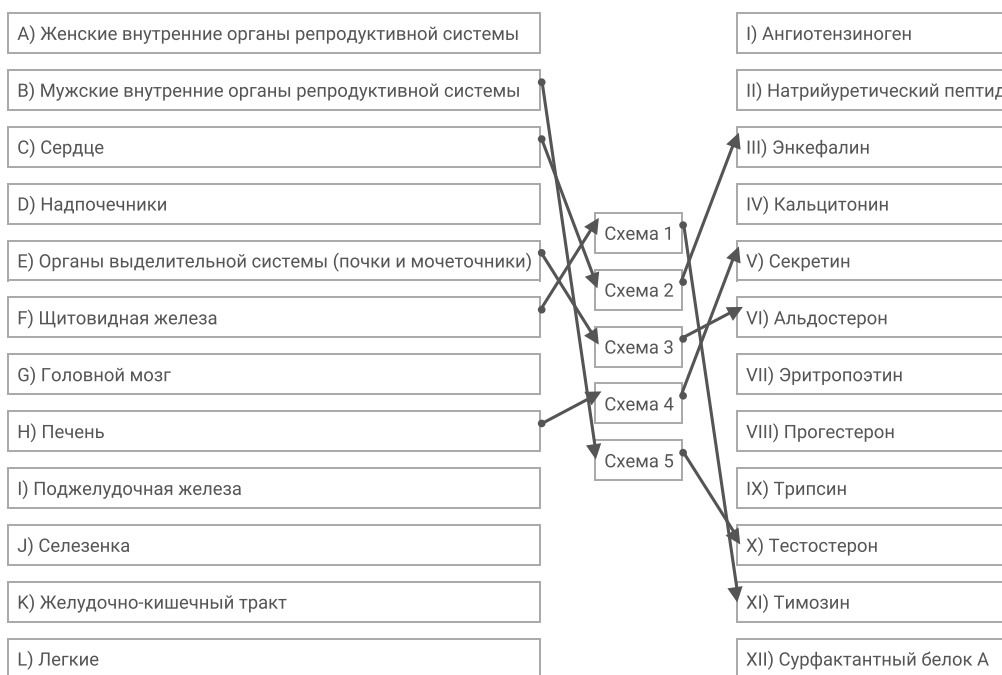 A) Женские внутренние органы репродуктивной системы
B) Мужские внутренние органы репродуктивной системы
C) Сердце
D) Надпочечники
E) Органы выделительной системы (почки и мочеточники)
F) Щитовидная железа
G) Головной мозг
H) Печень
I) Поджелудочная железа
J) Селезенка
K) Желудочно-кишечный тракт
L) Легкие
Схема 1
Схема 2
Схема 3
Схема 4
Схема 5
I) Ангиотензиноген
II) Натрийуретический пептид
III) Энкефалин
IV) Кальцитонин
V) Секретин
VI) Альдостерон
VII) Эритропоэтин
VIII) Прогестерон
IX) Трипсин
X) Тестостерон
XI) Тимозин
XII) Сурфактантный белок А